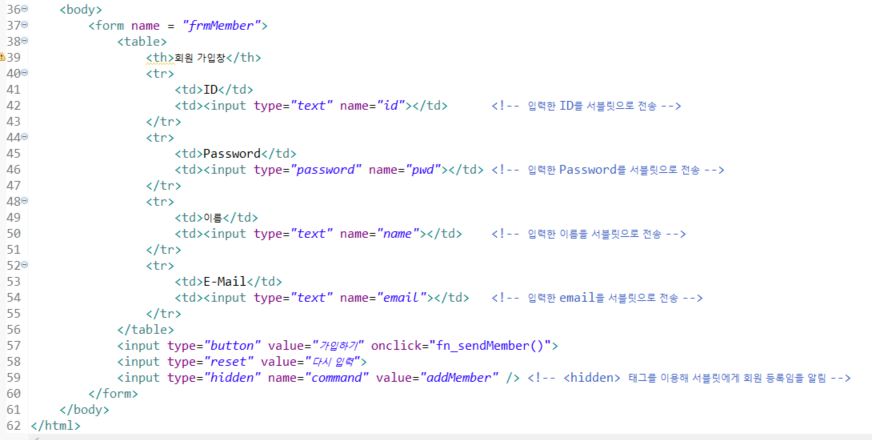 36 <body>
37 <form name = "frmMember">
38 <table>
39 <th>회원 가입창</th>
40 <tr>
41 <td>ID</td>
42 <td><input type="text" name="id"></td> <!-- 입력한 ID를 서블릿으로 전송 -->
43 </tr>
44 <tr>
45 <td>Password</td>
46 <td><input type="password" name="pwd"></td> <!-- 입력한 Password를 서블릿으로 전송 -->
47 </tr>
48 <tr>
49 <td>이름</td>
50 <td><input type="text" name="name"></td> <!-- 입력한 이름을 서블릿으로 전송 -->
51 </tr>
52 <tr>
53 <td>E-Mail</td>
54 <td><input type="text" name="email"></td> <!-- 입력한 email를 서블릿으로 전송 -->
55 </tr>
56 </table>
57 <input type="button" value="가입하기" onclick="fn_sendMember()">
58 <input type="reset" value="다시 입력">
59 <input type="hidden" name="command" value="addMember" /> <!-- <hidden> 태그를 이용해 서블릿에게 회원 등록임을 알림 -->
60 </form>
61 </body>
62 </html>